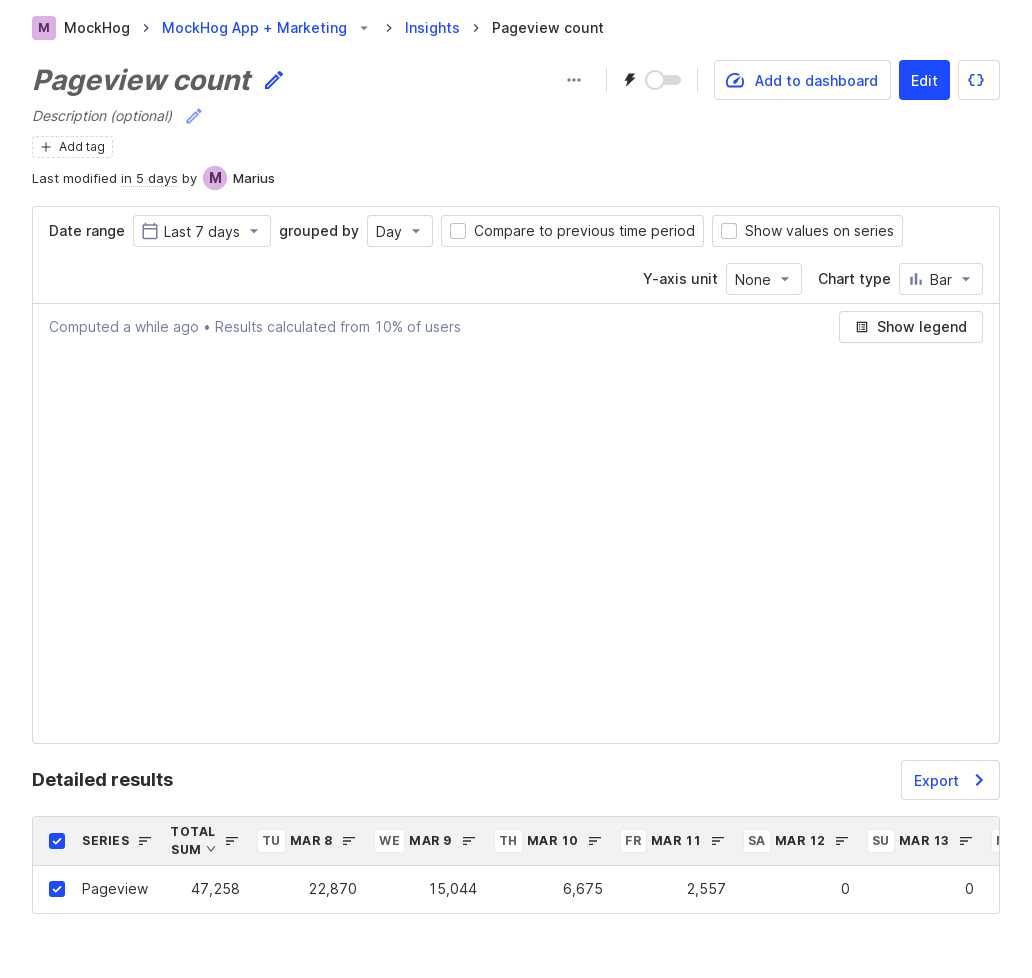 M MockHog MockHog App + Marketing Insights Pageview count
Pageview count
Add to dashboard Edit
Description (optional)
Add tag
Last modified in 5 days by M Marius
Date range Last 7 days grouped by Day Compare to previous time period Show values on series
Y-axis unit None Chart type Bar
Computed a while ago • Results calculated from 10% of users Show legend
Detailed results Export
SERIES TOTAL SUM TU MAR 8 WE MAR 9 TH MAR 10 FR MAR 11 SA MAR 12 SU MAR 13
Pageview 47,258 22,870 15,044 6,675 2,557 0 0